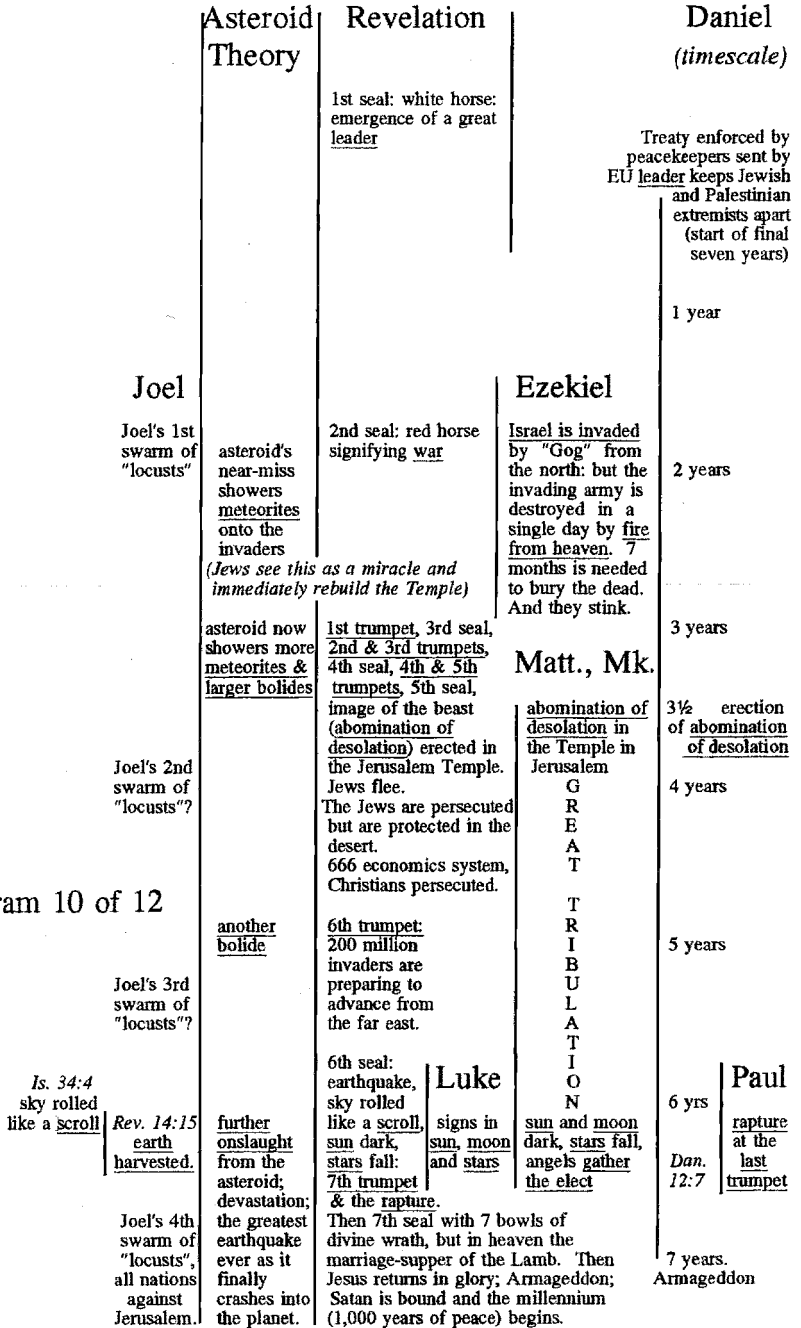 Asteroid
Theory
Revelation
Daniel
(timescale)
1st seal: white horse:
emergence of a great
leader
Treaty enforced by
peacekeepers sent by
EU leader keeps Jewish
and Palestinian
extremists apart
(start of final
seven years)
1 year
Joel
Ezekiel
Joel's 1st
swarm of
"locusts"
asteroid's
near-miss
showers
meteorites
onto the
invaders
2nd seal: red horse
signifying war
Israel is invaded
by "Gog" from
the north: but the
invading army is
destroyed in a
single day by fire
from heaven. 7
months is needed
to bury the dead.
And they stink.
2 years
(Jews see this as a miracle and
immediately rebuild the Temple)
asteroid now
showers more
meteorites &
larger bolides
1st trumpet, 3rd seal,
2nd & 3rd trumpets,
4th seal, 4th & 5th
trumpets, 5th seal,
image of the beast
(abomination of
desolation) erected in
the Jerusalem Temple.
Jews flee.
The Jews are persecuted
but are protected in the
desert.
666 economics system,
Christians persecuted.
3 years
Matt., Mk.
abomination of
desolation in
the Temple in
Jerusalem
3½ erection
of abomination
of desolation
Joel's 2nd
swarm of
"locusts"?
4 years
G
R
E
A
T
T
R
I
B
U
L
A
T
I
O
N
ram 10 of 12
another
bolide
6th trumpet:
200 million
invaders are
preparing to
advance from
the far east.
5 years
Joel's 3rd
swarm of
"locusts"?
Is. 34:4
sky rolled
like a scroll
Rev. 14:15
earth
harvested.
further
onslaught
from the
asteroid;
devastation;
the greatest
earthquake
ever as it
finally
crashes into
the planet.
6th seal:
earthquake,
sky rolled
like a scroll,
sun dark,
stars fall:
7th trumpet
& the rapture.
Then 7th seal with 7 bowls of
divine wrath, but in heaven the
marriage-supper of the Lamb. Then
Jesus returns in glory; Armageddon;
Satan is bound and the millennium
(1,000 years of peace) begins.
Luke
signs in
sun, moon
and stars
sun and moon
dark, stars fall,
angels gather
the elect
6 yrs
Dan.
12:7
Paul
rapture
at the
last
trumpet
Joel's 4th
swarm of
"locusts",
all nations
against
Jerusalem.
7 years.
Armageddon